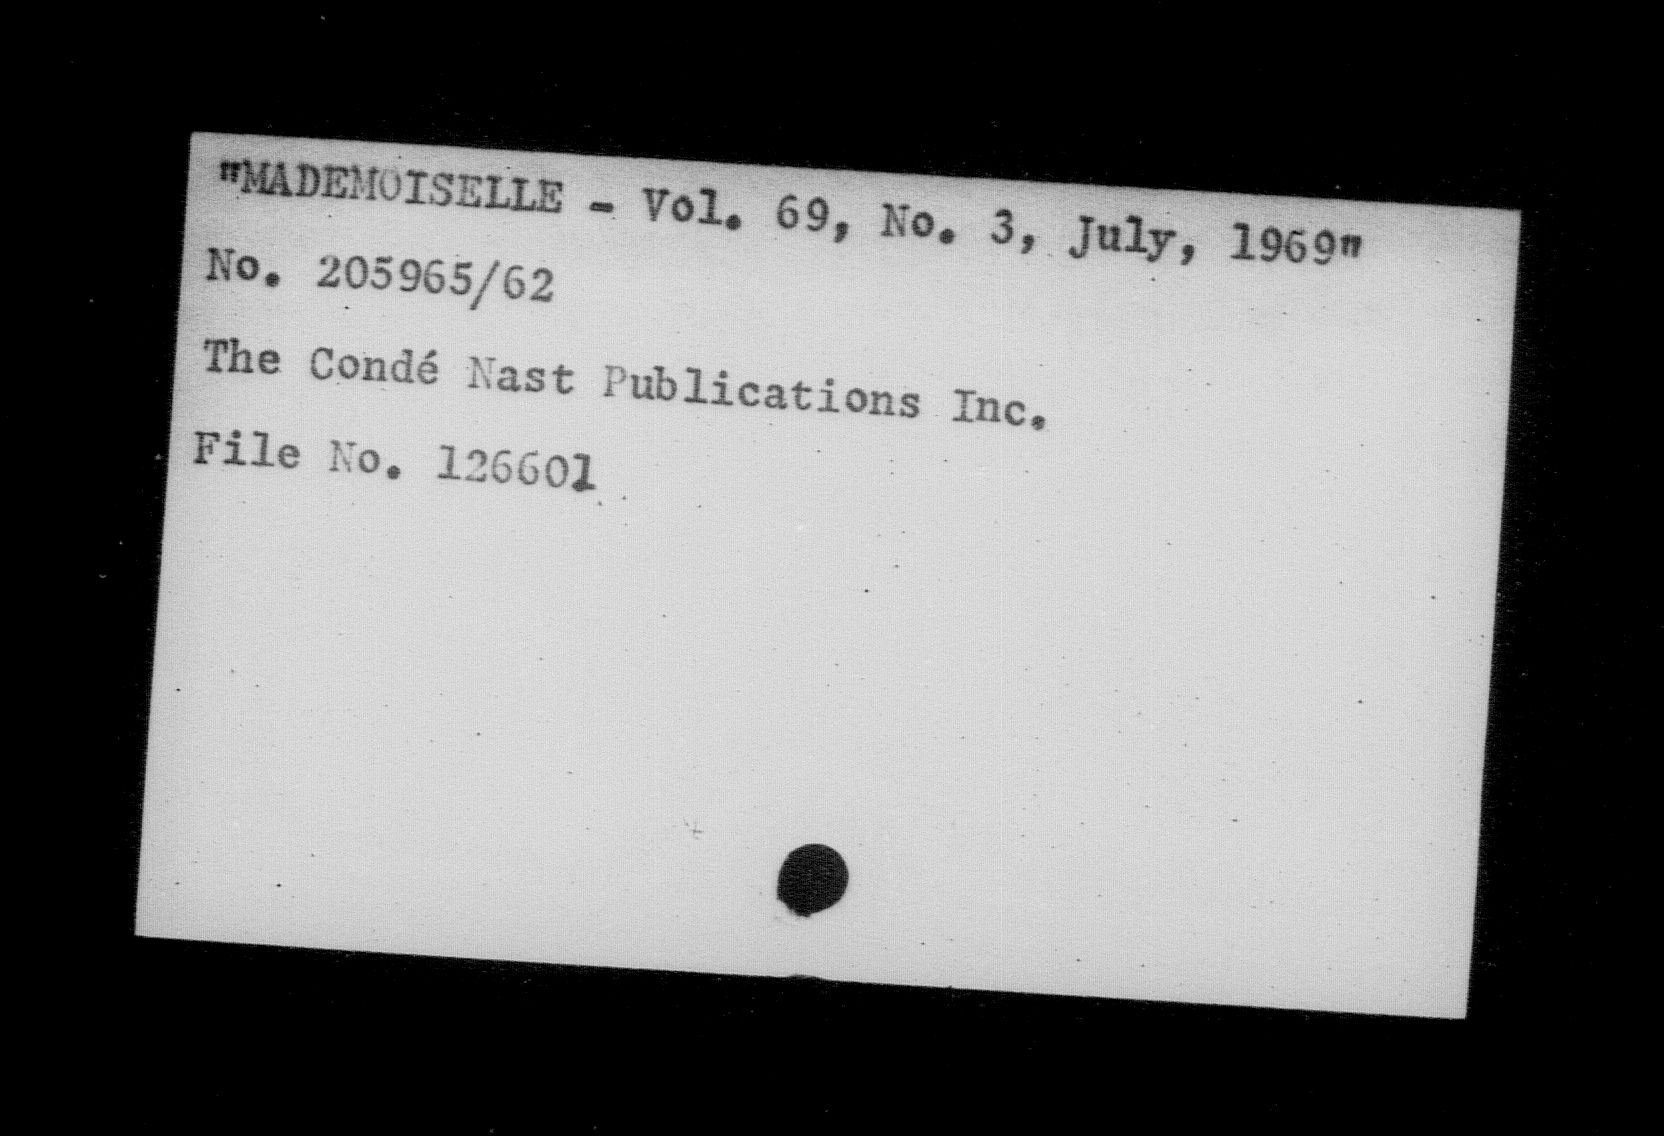 "MADEMOISELLE - Vol. 69, No. 3, July, 1969"
No. 205965/62
The Condé Nast Publications Inc.
File No. 126601